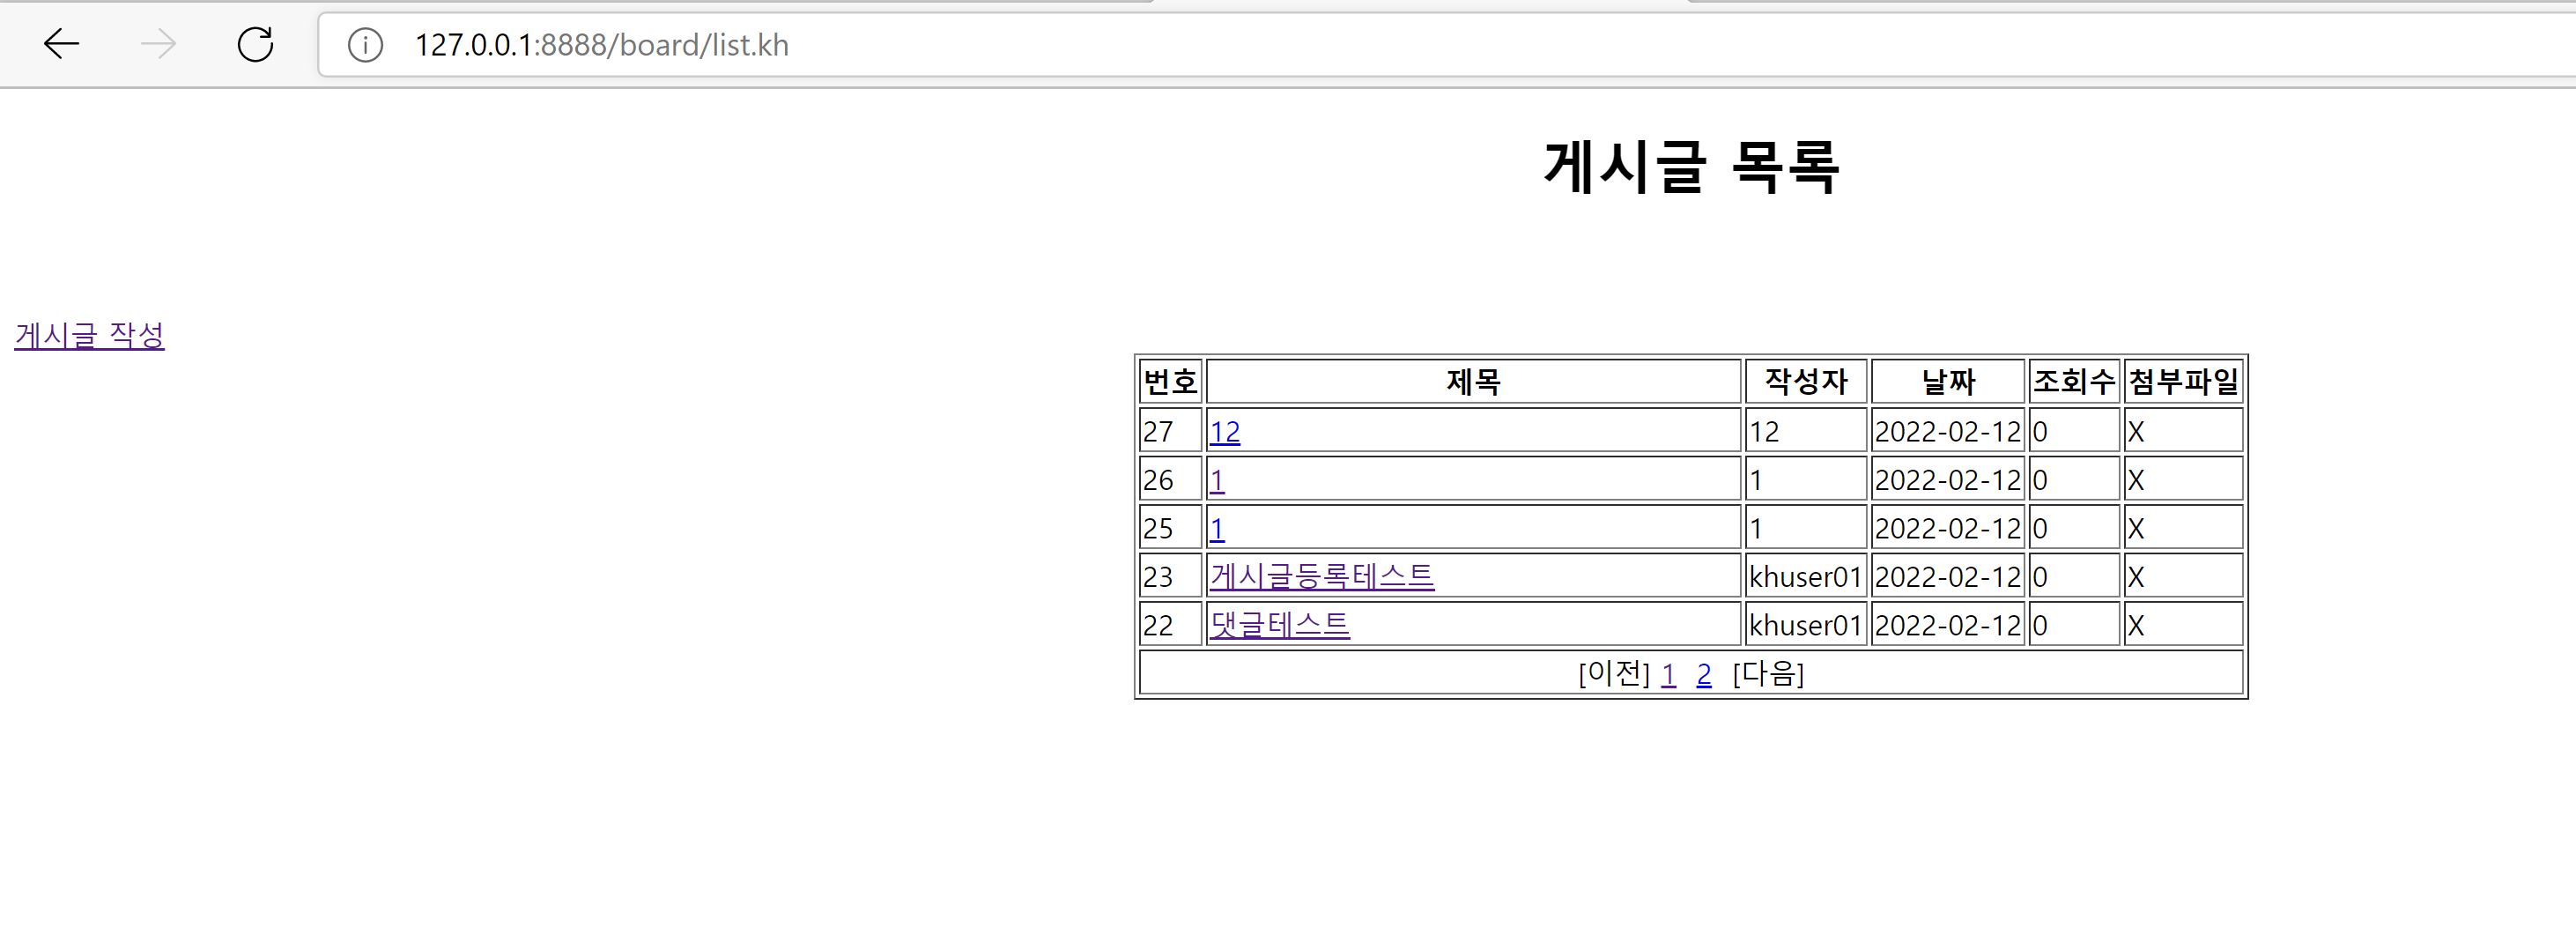 127.0.0.1:8888/board/list.kh
게시글 목록
게시글 작성
번호 제목 작성자 날짜 조회수 첨부파일
27 12 12 2022-02-12 0 X
26 1 1 2022-02-12 0 X
25 1 1 2022-02-12 0 X
23 게시글등록테스트 khuser01 2022-02-12 0 X
22 댓글테스트 khuser01 2022-02-12 0 X
[이전] 1 2 [다음]